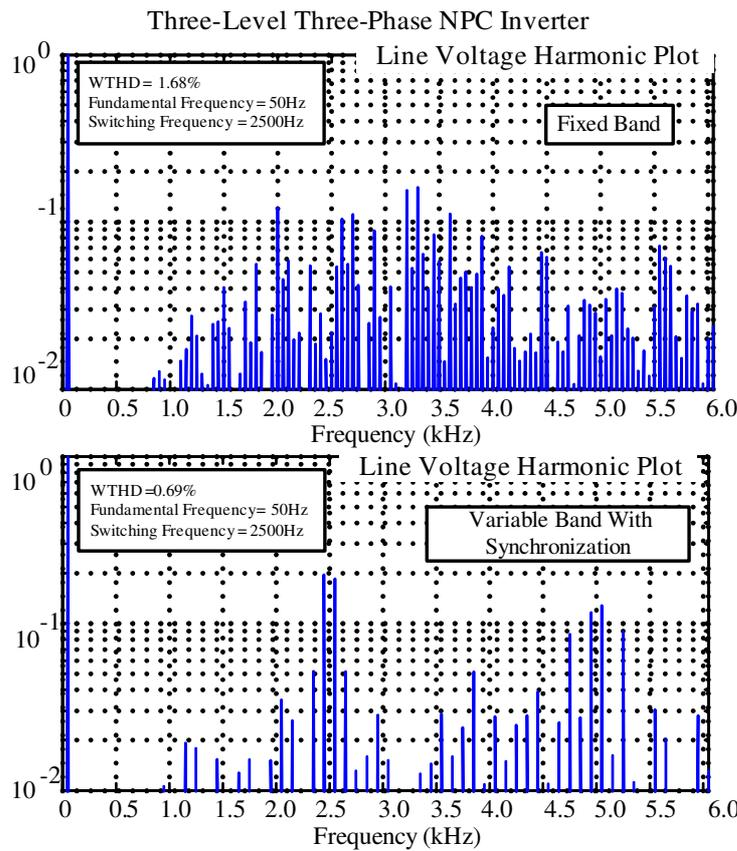 Three-Level Three-Phase NPC Inverter
Line Voltage Harmonic Plot
10^0
WTHD = 1.68%
Fundamental Frequency = 50Hz
Switching Frequency = 2500Hz
Fixed Band
-1
10^-2
0 0.5 1.0 1.5 2.0 2.5 3.0 3.5 4.0 4.5 5.0 5.5 6.0
Frequency (kHz)
Line Voltage Harmonic Plot
10^0
WTHD =0.69%
Fundamental Frequency= 50Hz
Switching Frequency = 2500Hz
Variable Band With
Synchronization
10^-1
10^-2
0 0.5 1.0 1.5 2.0 2.5 3.0 3.5 4.0 4.5 5.0 5.5 6.0
Frequency (kHz)